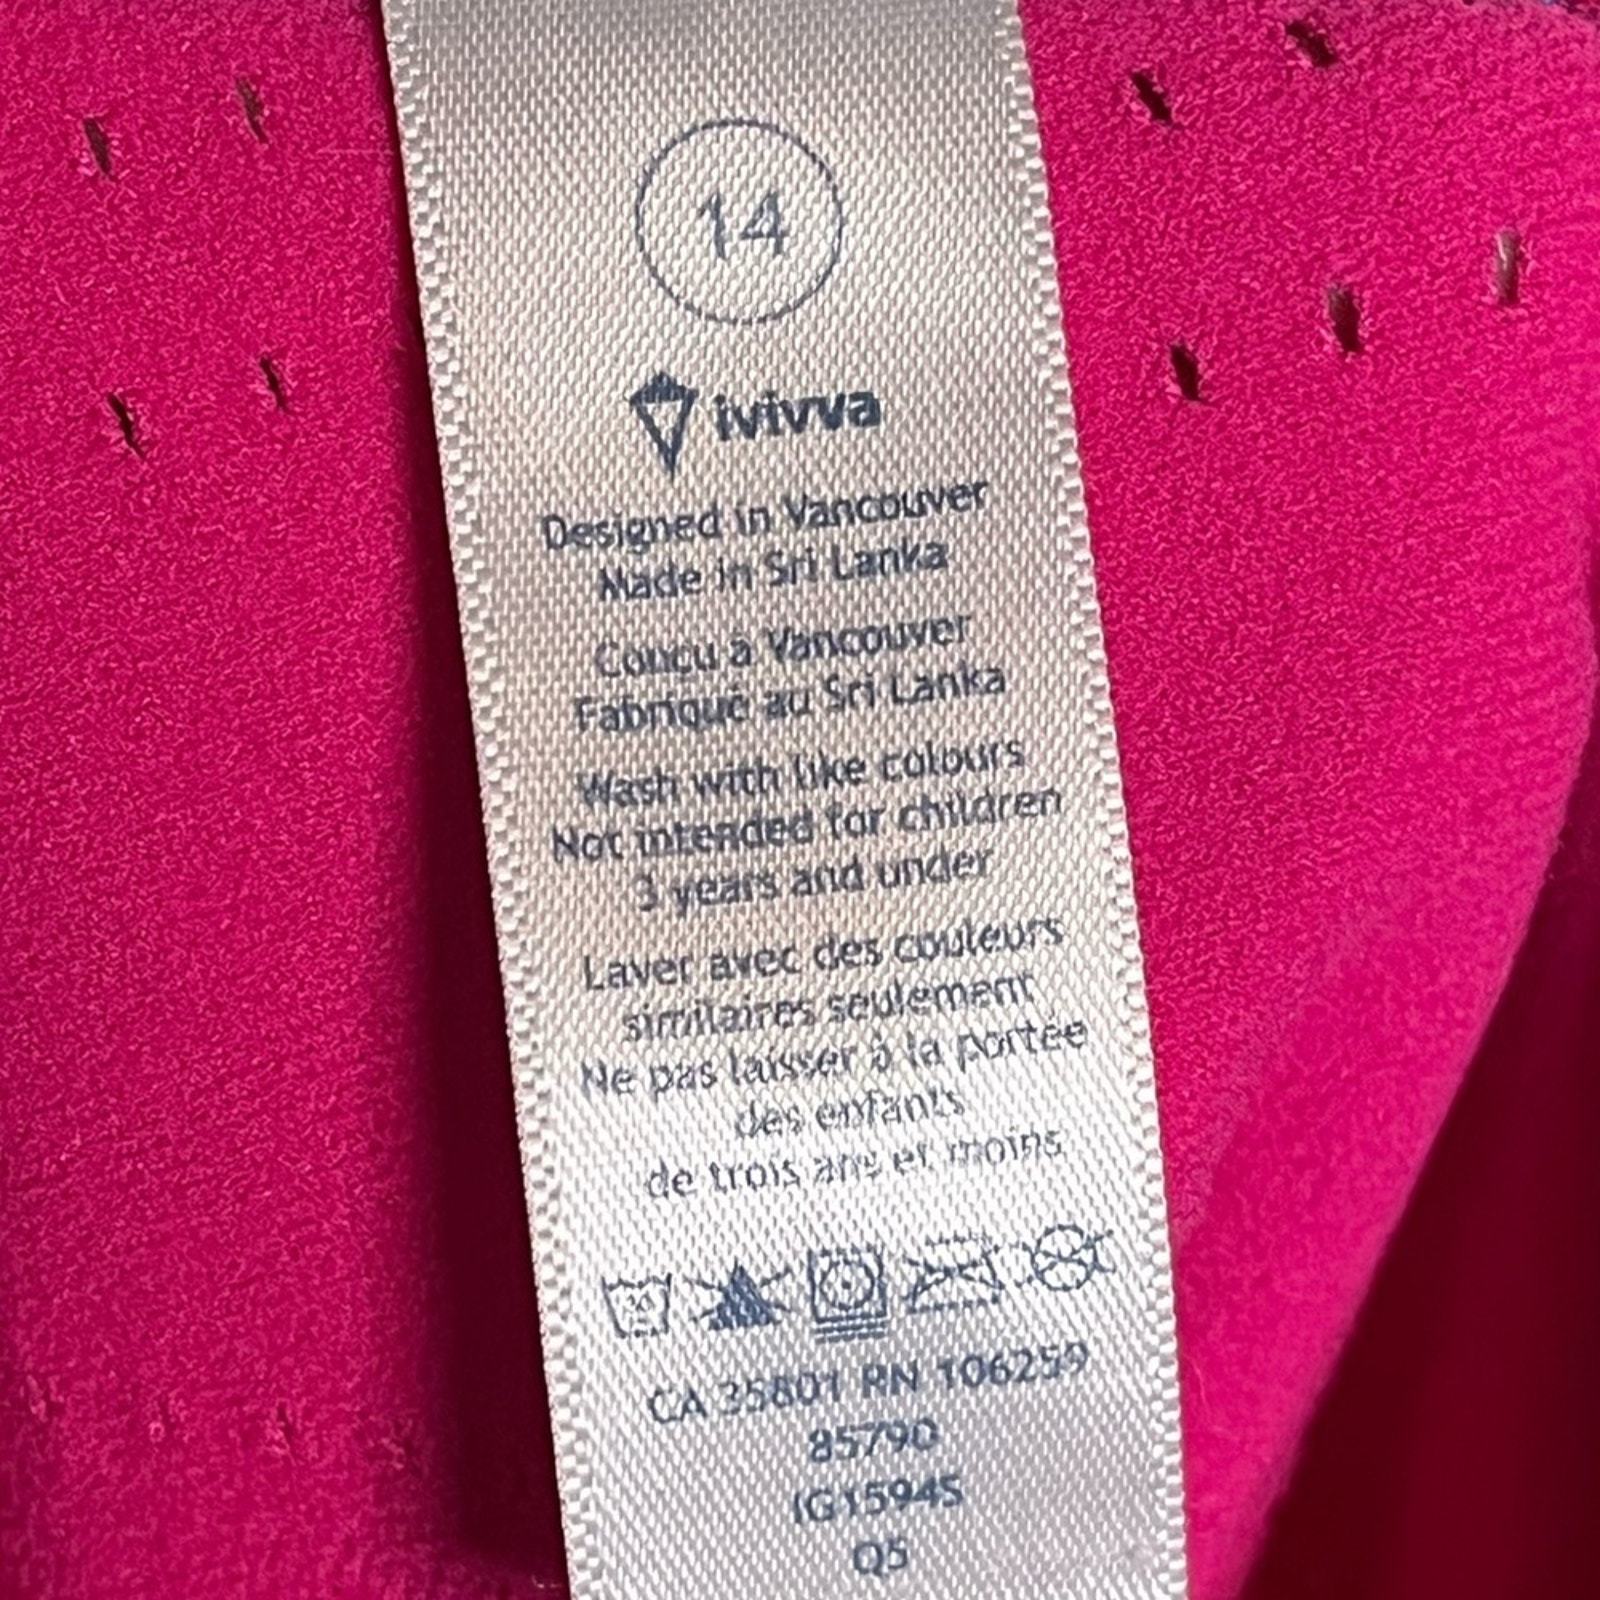 14
ivivva
Designed in Vancouver
Made in Sri Lanka
Conçu à Vancouver
Fabriqué au Sri Lanka
Wash with like colours
Not intended for children
3 years and under
Laver avec des couleurs
similaires seulement
Ne pas laisser à la portée
des enfants
de trois ans et moins
30
CA 35801 RN 106259
85790
IG1594S
Q5